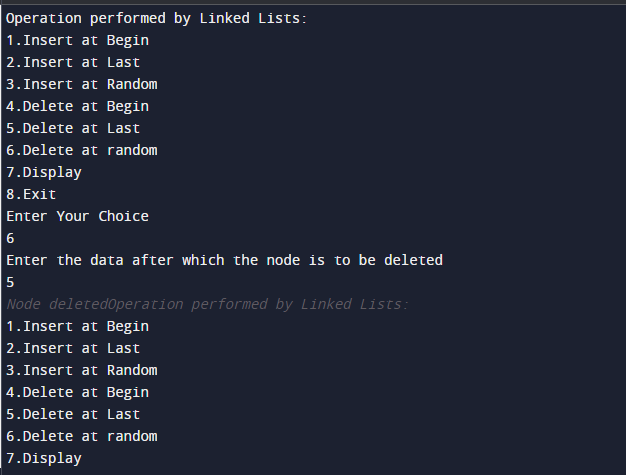 Operation performed by Linked Lists:
1.Insert at Begin
2.Insert at Last
3.Insert at Random
4.Delete at Begin
5.Delete at Last
6.Delete at random
7.Display
8.Exit
Enter Your Choice
6
Enter the data after which the node is to be deleted
5
Node deletedOperation performed by Linked Lists:
1.Insert at Begin
2.Insert at Last
3.Insert at Random
4.Delete at Begin
5.Delete at Last
6.Delete at random
7.Display